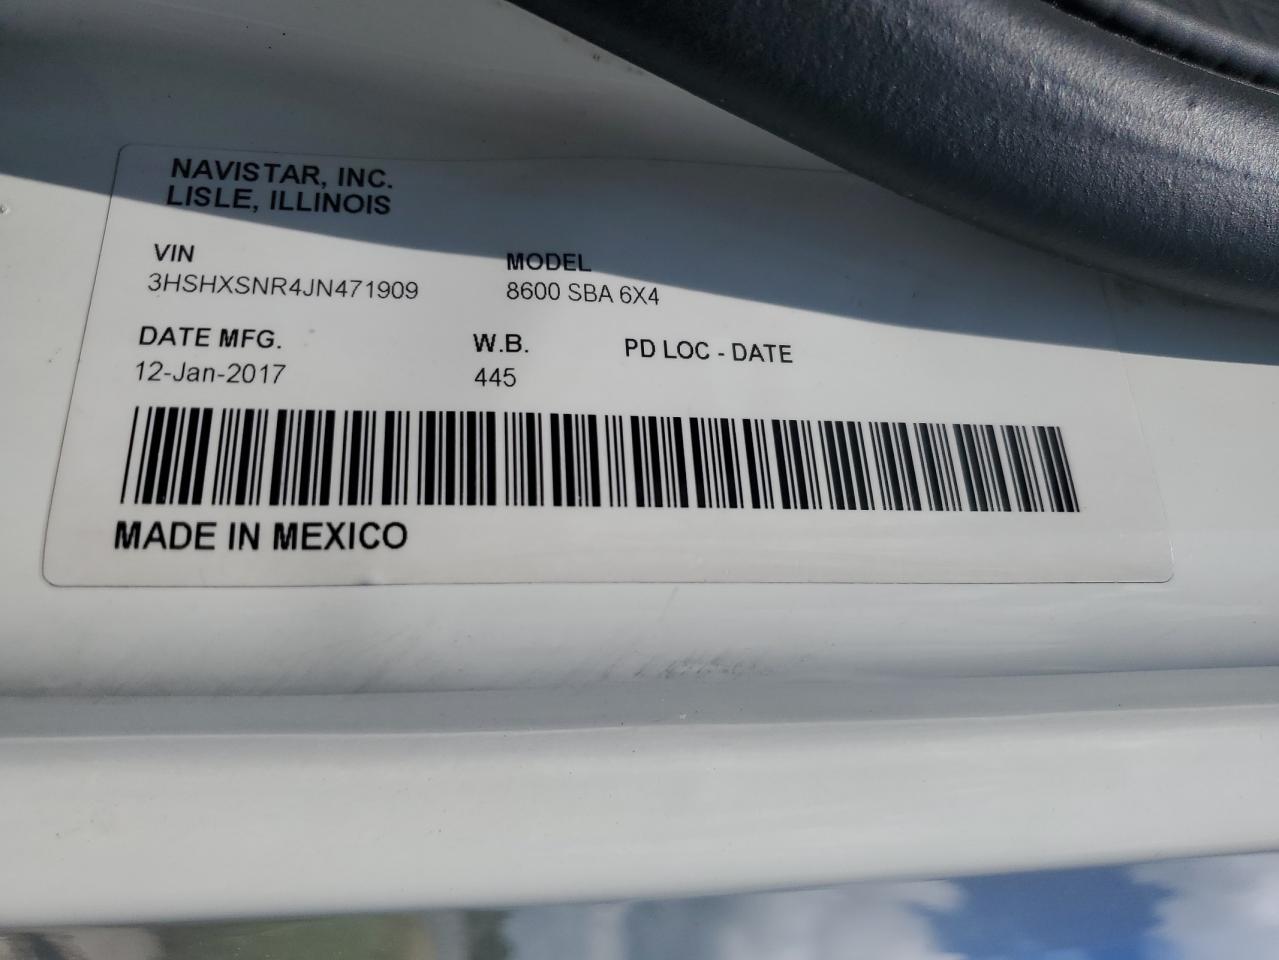 NAVISTAR, INC.
LISLE, ILLINOIS
VIN MODEL
3HSHXSNR4JN471909 8600 SBA 6X4
DATE MFG. W.B. PD LOC - DATE
12-Jan-2017 445
MADE IN MEXICO